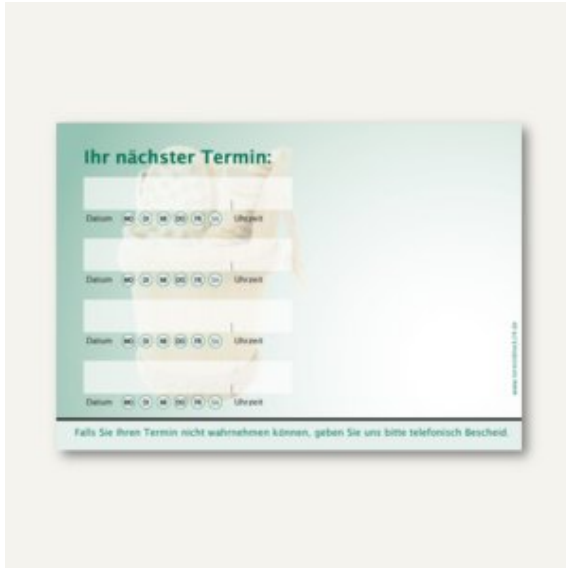 Ihr nächster Termin:
Datum MO DI MI DO FR SA Uhrzeit
Datum MO DI MI DO FR SA Uhrzeit
Datum MO DI MI DO FR SA Uhrzeit
Datum MO DI MI DO FR SA Uhrzeit
Falls Sie Ihren Termin nicht wahrnehmen können, geben Sie uns bitte telefonisch Bescheid.